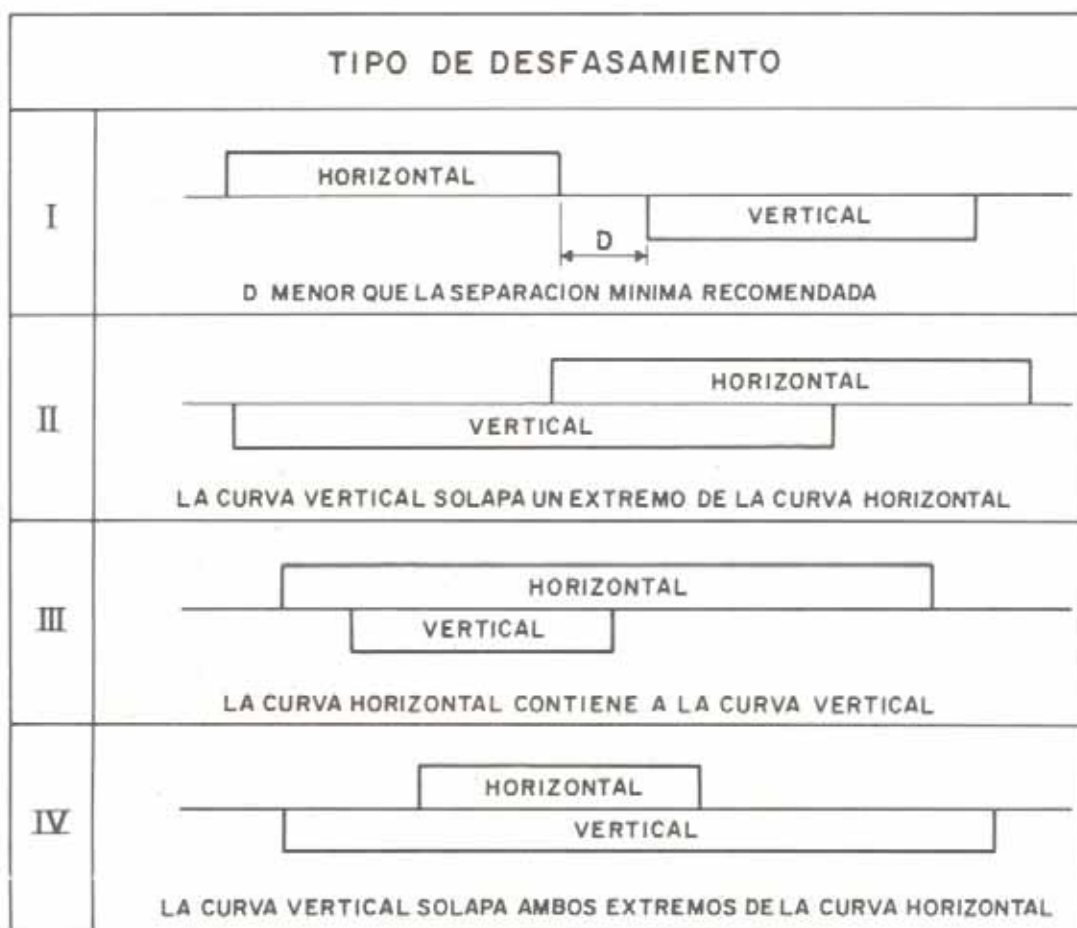 TIPO DE DESFASAMIENTO
I
HORIZONTAL
VERTICAL
D
D MENOR QUE LA SEPARACION MINIMA RECOMENDADA
II
HORIZONTAL
VERTICAL
LA CURVA VERTICAL SOLAPA UN EXTREMO DE LA CURVA HORIZONTAL
III
HORIZONTAL
VERTICAL
LA CURVA HORIZONTAL CONTIENE A LA CURVA VERTICAL
IV
HORIZONTAL
VERTICAL
LA CURVA VERTICAL SOLAPA AMBOS EXTREMOS DE LA CURVA HORIZONTAL